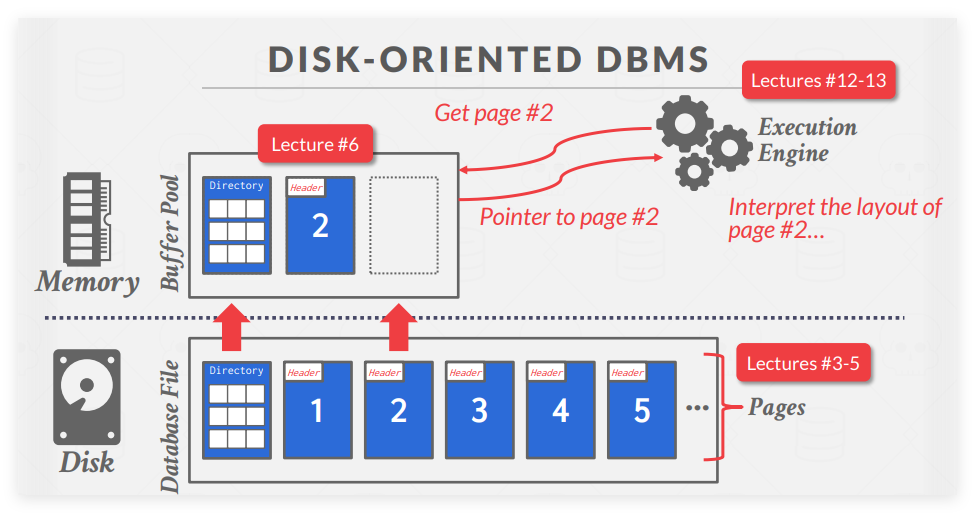 DISK-ORIENTED DBMS
Lectures #12-13
Get page #2
Execution
Engine
Lecture #6
Directory
Header
2
Buffer Pool
Memory
Pointer to page #2
Interpret the layout of
page #2...
Lectures #3-5
Directory
Header
1
Header
2
Header
3
Header
4
Header
5
...
Pages
Database File
Disk